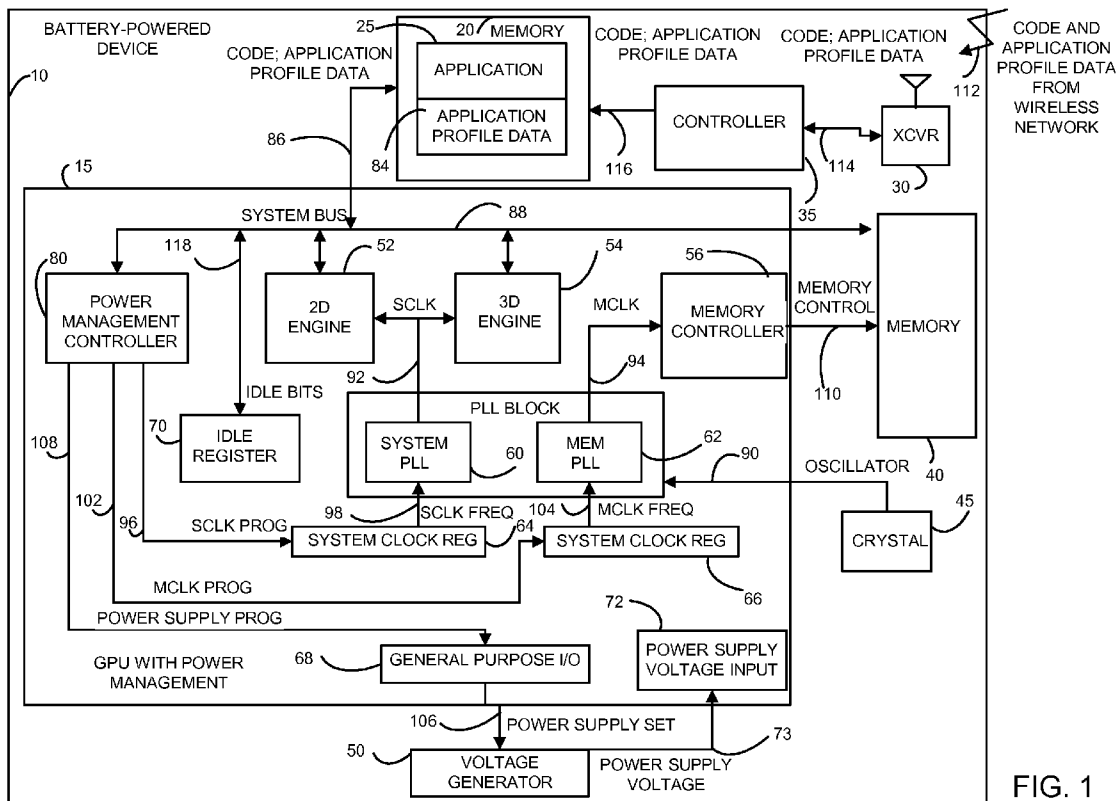 BATTERY-POWERED
DEVICE
10
25
20
MEMORY
CODE; APPLICATION
PROFILE DATA
APPLICATION
APPLICATION
PROFILE DATA
84
86
CODE; APPLICATION
PROFILE DATA
116
CONTROLLER
35
CODE; APPLICATION
PROFILE DATA
114
XCVR
30
112
CODE AND
APPLICATION
PROFILE DATA
FROM
WIRELESS
NETWORK
15
SYSTEM BUS
88
118
80
POWER
MANAGEMENT
CONTROLLER
52
2D
ENGINE
SCLK
54
3D
ENGINE
MCLK
56
MEMORY
CONTROLLER
MEMORY
CONTROL
110
MEMORY
40
92
94
IDLE BITS
70
IDLE
REGISTER
PLL BLOCK
SYSTEM
PLL
60
MEM
PLL
62
90
OSCILLATOR
45
CRYSTAL
108
102
96
SCLK PROG
98
SCLK FREQ
SYSTEM CLOCK REG
64
104
MCLK FREQ
SYSTEM CLOCK REG
66
MCLK PROG
POWER SUPPLY PROG
GPU WITH POWER
MANAGEMENT
68
GENERAL PURPOSE I/O
72
POWER SUPPLY
VOLTAGE INPUT
106
POWER SUPPLY SET
50
VOLTAGE
GENERATOR
POWER SUPPLY
VOLTAGE
73
FIG. 1